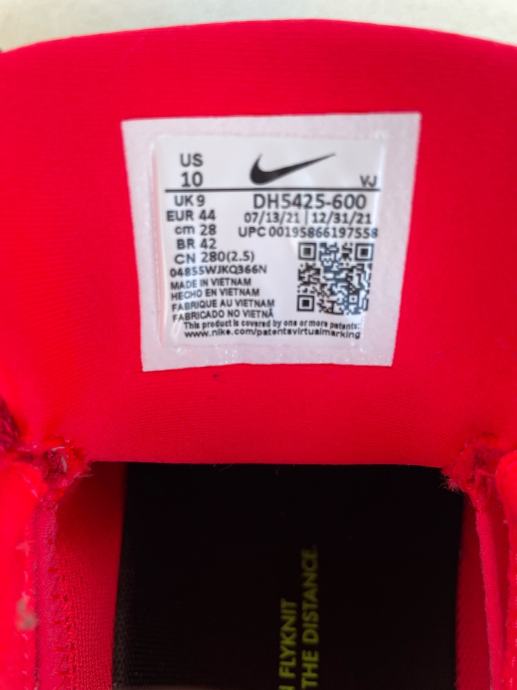 US
10
VJ
UK 9
DH5425-600
EUR 44
07/13/21 | 12/31/21
cm 28
UPC 00195866197558
BR 42
CN 280(2.5)
04855WJKQ366N
MADE IN VIETNAM
HECHO EN VIETNAM
FABRIQUE AU VIETNAM
FABRICADO NO VIETNÃ
This product is covered by one or more patents:
www.nike.com/patentsvirtualmarking
FLYKNIT
THE DISTANCE.